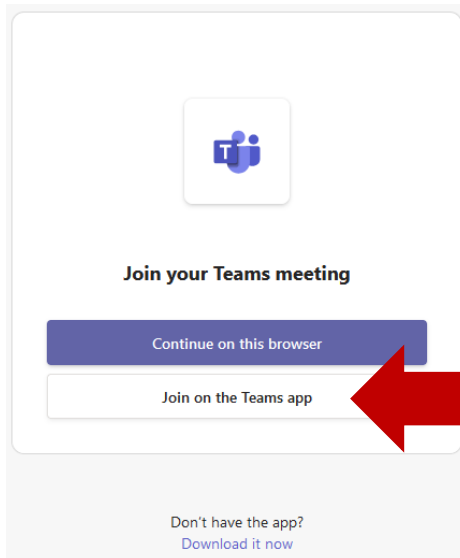 T
Join your Teams meeting
Continue on this browser
Join on the Teams app
Don't have the app?
Download it now